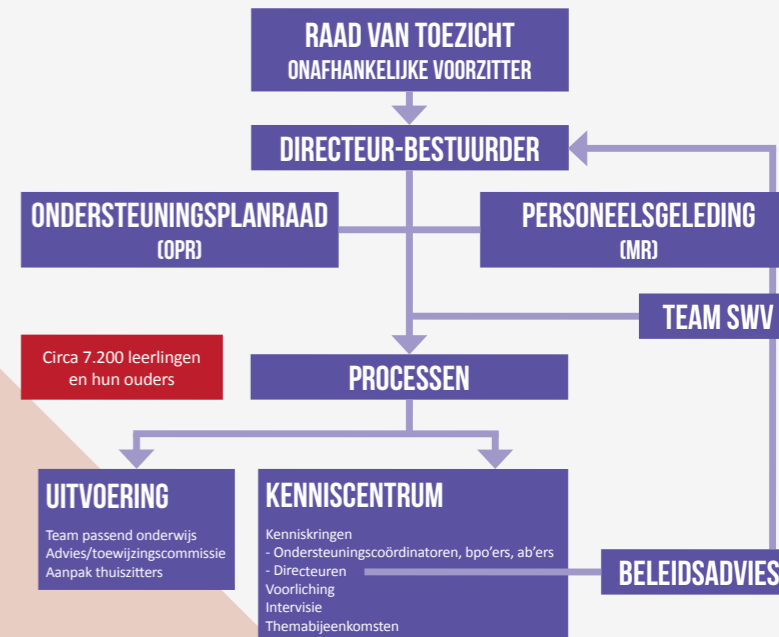 RAAD VAN TOEZICHT
ONAFHANKELIJKE VOORZITTER
DIRECTEUR-BESTUURDER
ONDERSTEUNINGSPLANRAAD
(OPR)
PERSONEELSGELEDING
(MR)
TEAM SWV
Circa 7.200 leerlingen
en hun ouders
PROCESSEN
UITVOERING
Team passend onderwijs
Advies/toewijzingscommissie
Aanpak thuiszitters
KENNISCENTRUM
Kenniskringen
- Ondersteuningscoördinatoren, bpo'ers, ab'ers
- Directeuren
Voorlichting
Intervisie
Themabijeenkomsten
BELEIDSADVIES